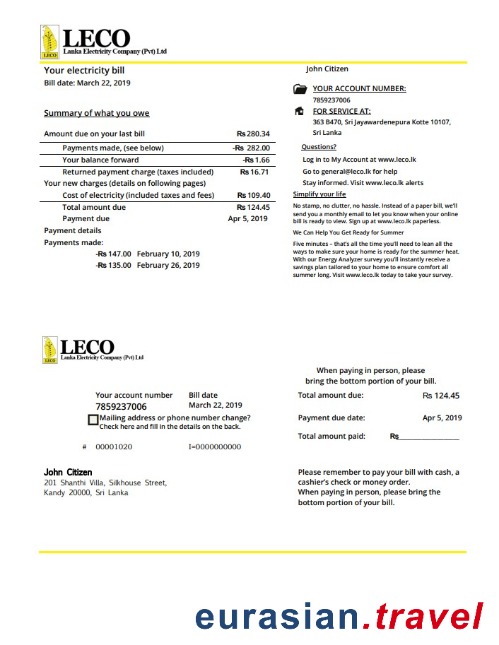 LECO
Lanka Electricity Company (Pvt) Ltd
LECO
Your electricity bill
Bill date: March 22, 2019
Summary of what you owe
Amount due on your last bill Rs 280.34
Payments made, (see below) -Rs 282.00
Your balance forward -Rs 1.66
Returned payment charge (taxes included) Rs 16.71
Your new charges (details on following pages)
Cost of electricity (included taxes and fees) Rs 109.40
Total amount due Rs 124.45
Payment due Apr 5, 2019
Payment details
Payments made:
-Rs 147.00 February 10, 2019
-Rs 135.00 February 26, 2019
John Citizen
YOUR ACCOUNT NUMBER:
7859237006
FOR SERVICE AT:
363 B470, Sri Jayawardenepura Kotte 10107,
Sri Lanka
Questions?
Log in to My Account at www.leco.lk
Go to general@leco.lk for help
Stay informed. Visit www.leco.lk alerts
Simplify your life
No stamp, no clutter, no hassle. Instead of a paper bill, we'll
send you a monthly email to let you know when your online
bill is ready to view. Sign up at www.leco.lk paperless.
We Can Help You Get Ready for Summer
Five minutes – that's all the time you'll need to lean all the
ways to make sure your home is ready for the summer heat.
With our Energy Analyzer survey you'll instantly receive a
savings plan tailored to your home to ensure comfort all
summer long. Visit www.leco.lk today to take your survey.
LECO
Lanka Electricity Company (Pvt) Ltd
LECO
Your account number Bill date
7859237006 March 22, 2019
Mailing address or phone number change?
Check here and fill in the details on the back.
# 00001020 I=0000000000
John Citizen
201 Shanthi Villa, Silkhouse Street,
Kandy 20000, Sri Lanka
When paying in person, please
bring the bottom portion of your bill.
Total amount due: Rs 124.45
Payment due date: Apr 5, 2019
Total amount paid: Rs________________
Please remember to pay your bill with cash, a
cashier's check or money order.
When paying in person, please bring the
bottom portion of your bill.
eurasian.travel